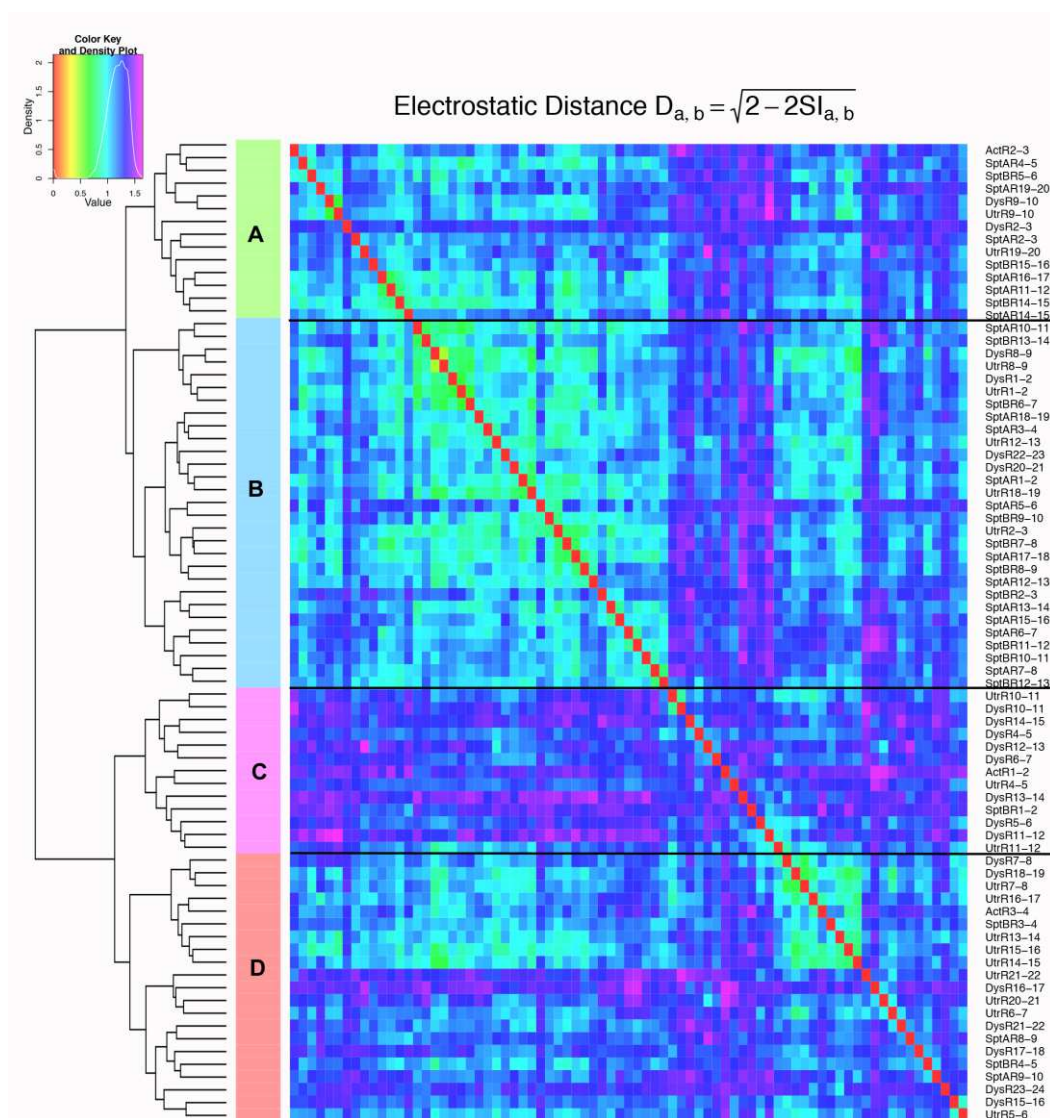 Color Key
and Density Plot
Density
0 0.5 1 1.5 2
0 0.5 1 1.5
Value
Electrostatic Distance D a, b = √2 − 2SI a, b
A
B
C
D
ActR2−3
SptAR4−5
SptBR5−6
SptAR19−20
DysR9−10
UtrR9−10
DysR2−3
SptAR2−3
UtrR19−20
SptBR15−16
SptAR16−17
SptAR11−12
SptBR14−15
SptAR14−15
SptAR10−11
SptBR13−14
DysR8−9
UtrR8−9
DysR1−2
UtrR1−2
SptBR6−7
SptAR18−19
SptAR3−4
UtrR12−13
DysR22−23
DysR20−21
SptAR1−2
UtrR18−19
SptAR5−6
SptBR9−10
UtrR2−3
SptBR7−8
SptAR17−18
SptBR8−9
SptAR12−13
SptBR2−3
SptAR13−14
SptAR15−16
SptAR6−7
SptBR11−12
SptBR10−11
SptAR7−8
SptBR12−13
UtrR10−11
DysR10−11
DysR14−15
DysR4−5
DysR12−13
DysR6−7
ActR1−2
UtrR4−5
DysR13−14
SptBR1−2
DysR5−6
DysR11−12
UtrR11−12
DysR7−8
DysR18−19
UtrR7−8
UtrR16−17
ActR3−4
SptBR3−4
UtrR13−14
UtrR15−16
UtrR14−15
UtrR21−22
DysR16−17
UtrR20−21
UtrR6−7
DysR21−22
SptAR8−9
DysR17−18
SptBR4−5
SptAR9−10
DysR23−24
DysR15−16
UtrR5−6